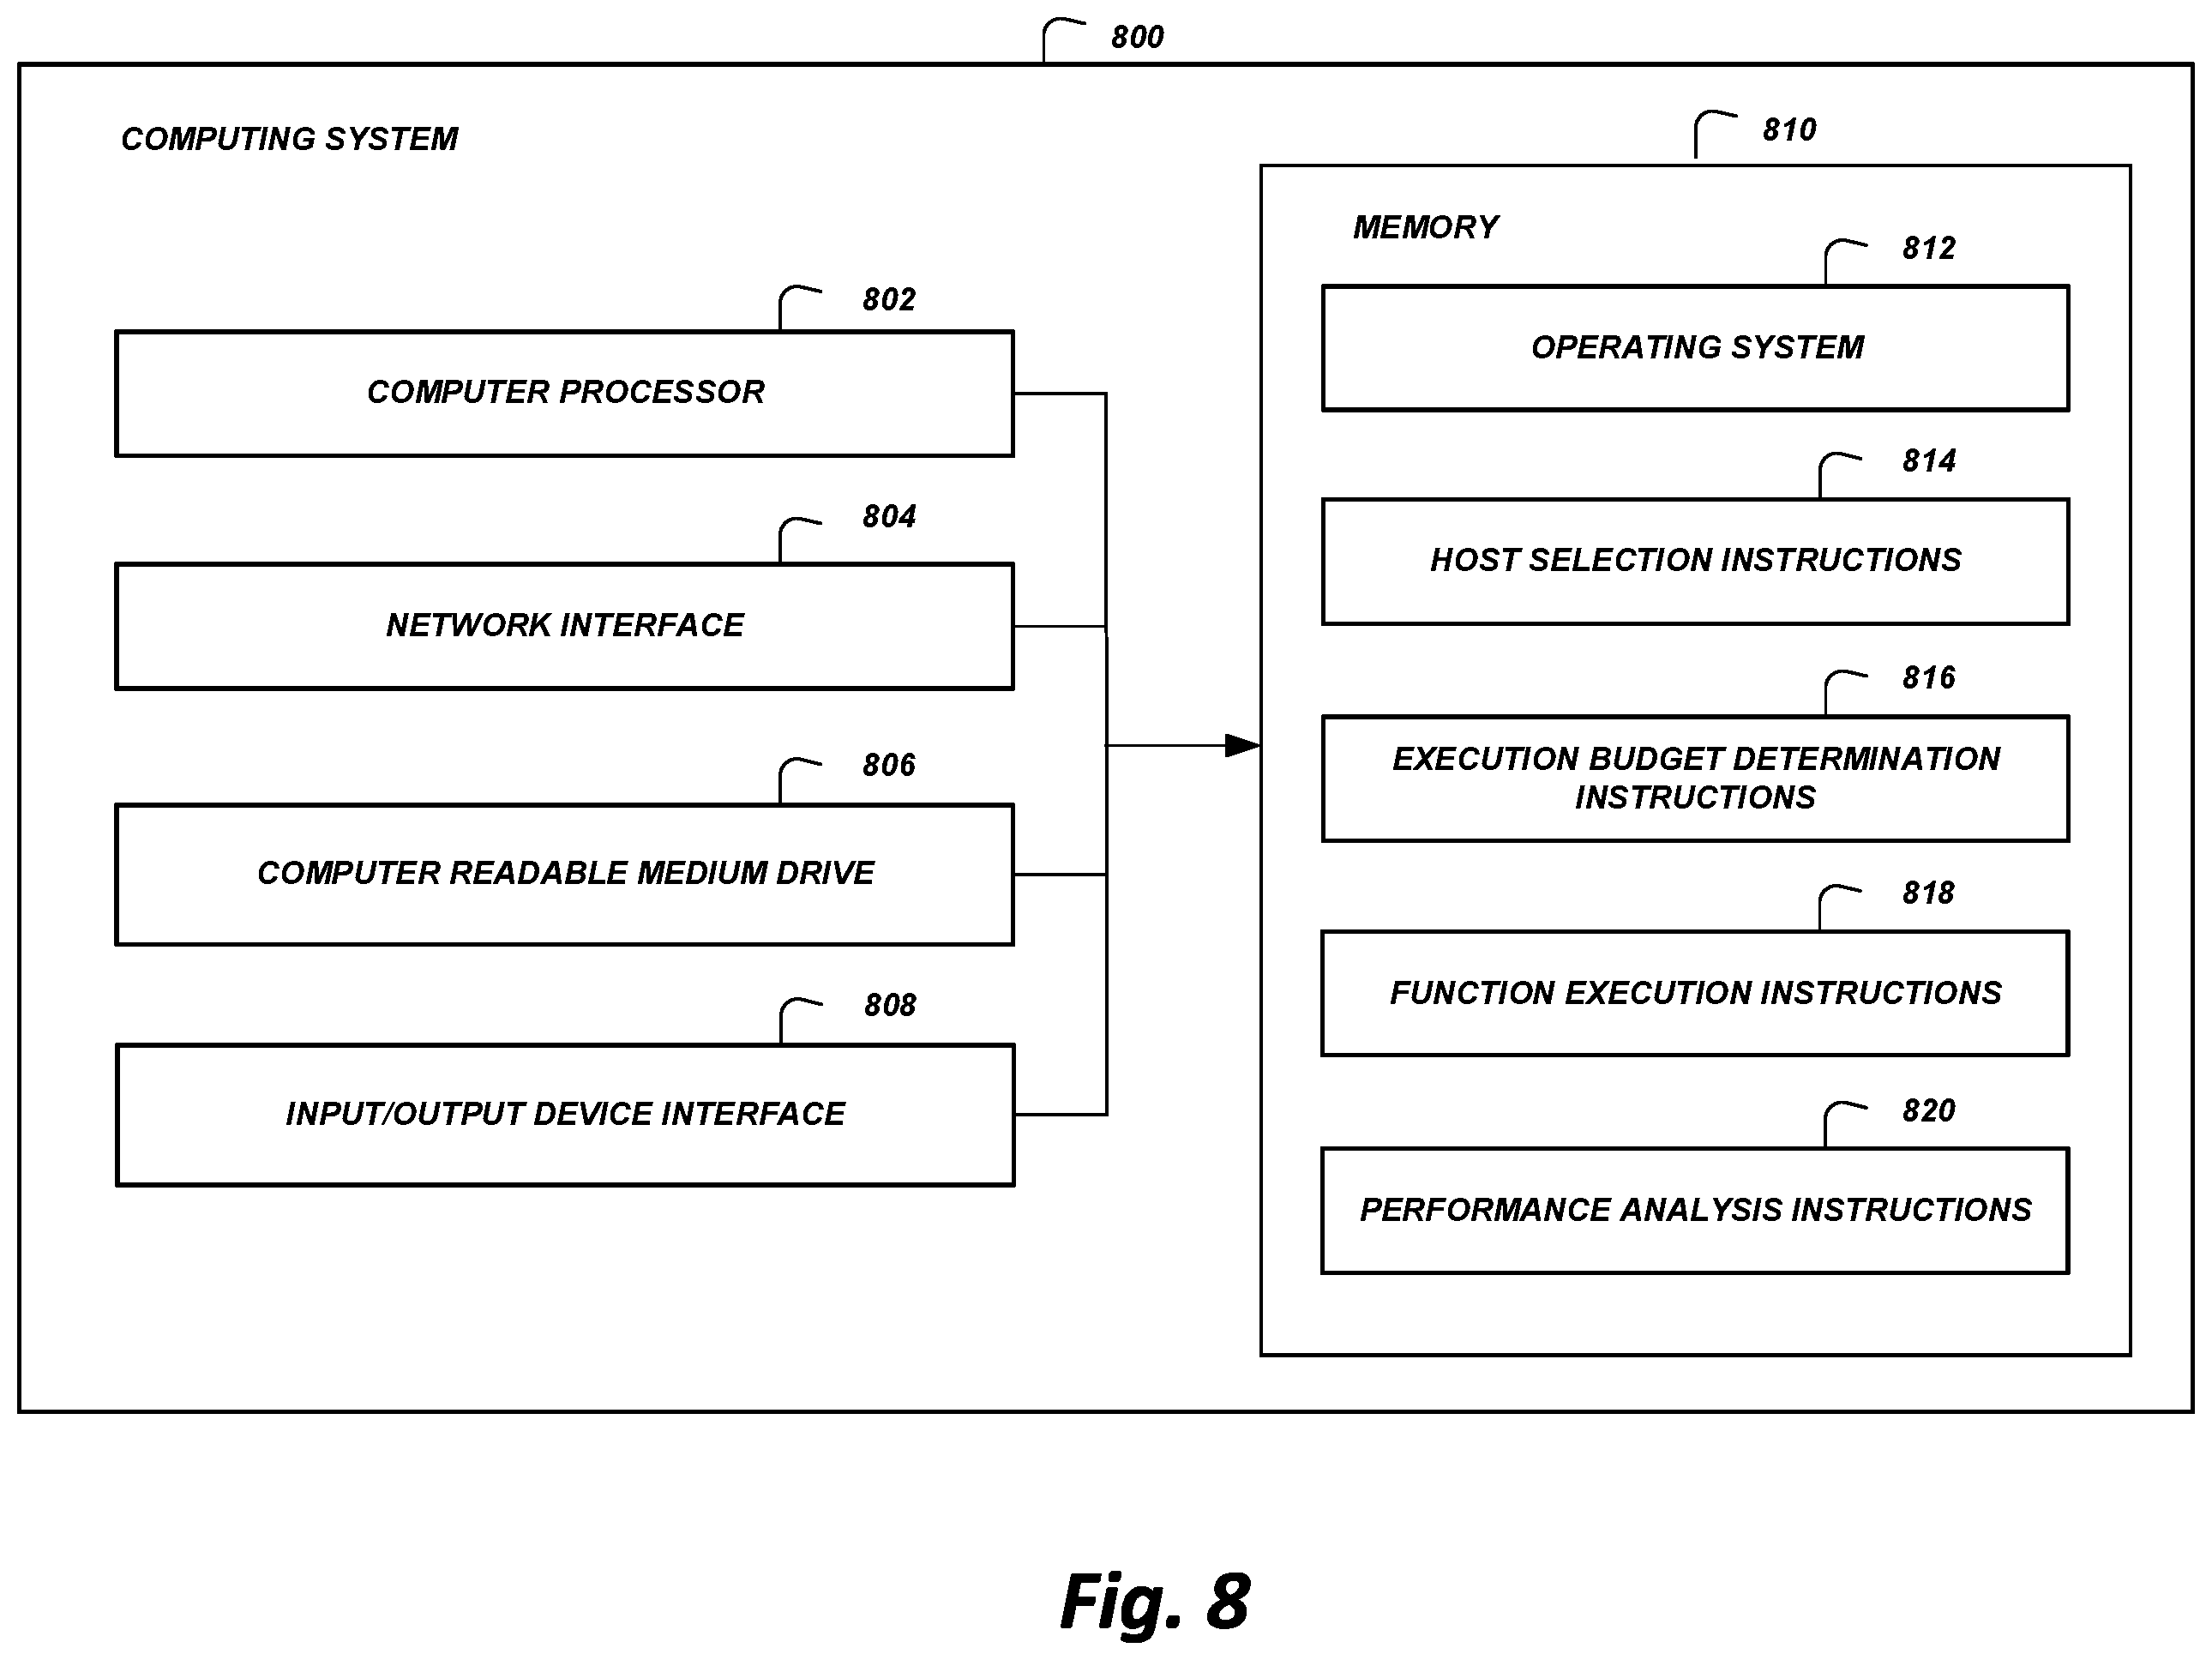 800
COMPUTING SYSTEM
802
COMPUTER PROCESSOR
804
NETWORK INTERFACE
806
COMPUTER READABLE MEDIUM DRIVE
808
INPUT/OUTPUT DEVICE INTERFACE
810
MEMORY
812
OPERATING SYSTEM
814
HOST SELECTION INSTRUCTIONS
816
EXECUTION BUDGET DETERMINATION
INSTRUCTIONS
818
FUNCTION EXECUTION INSTRUCTIONS
820
PERFORMANCE ANALYSIS INSTRUCTIONS
Fig. 8